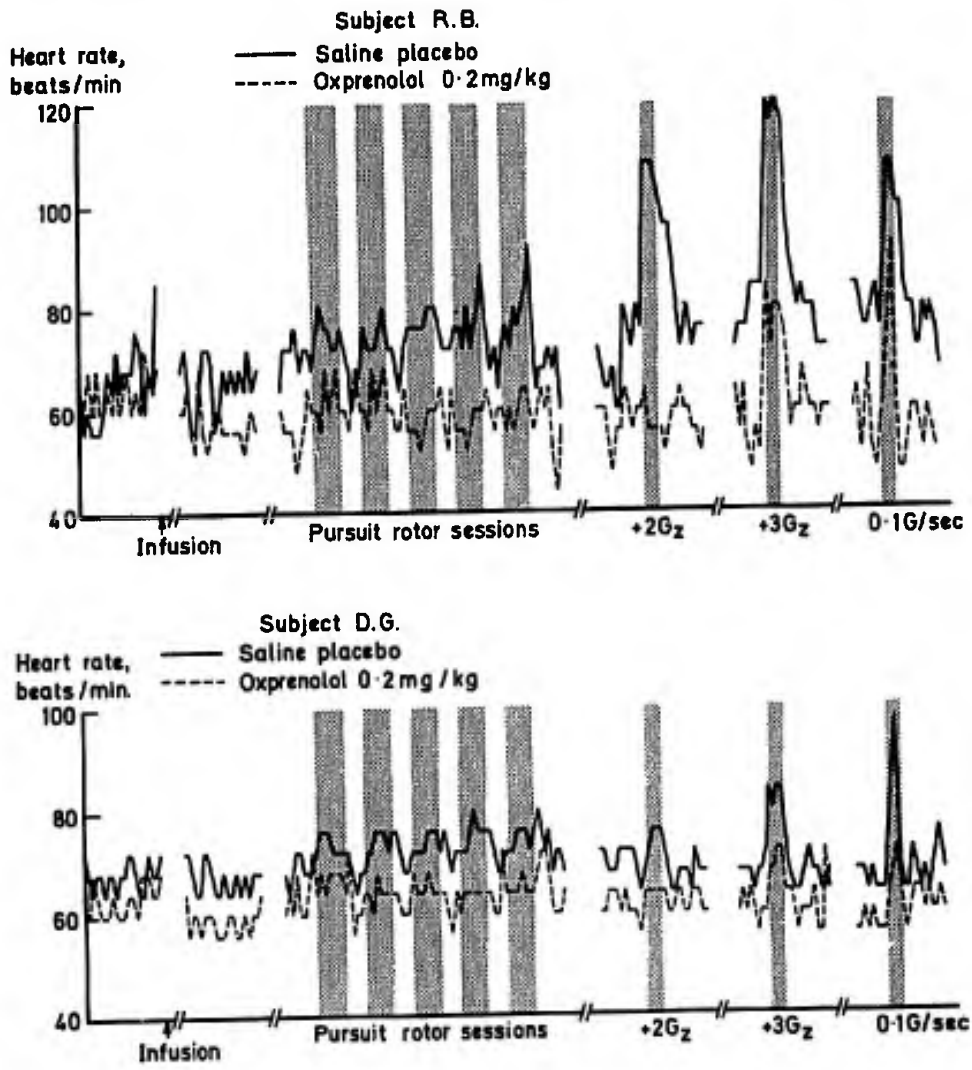 Subject R.B.
Heart rate,
beats/min
Saline placebo
Oxprenolol 0·2mg/kg
120
100
80
60
40
Infusion
Pursuit rotor sessions
+2Gz
+3Gz
0·1G/sec
Subject D.G.
Heart rate,
beats/min.
Saline placebo
Oxprenolol 0·2mg/kg
100
80
60
40
Infusion
Pursuit rotor sessions
+2Gz
+3Gz
0·1G/sec